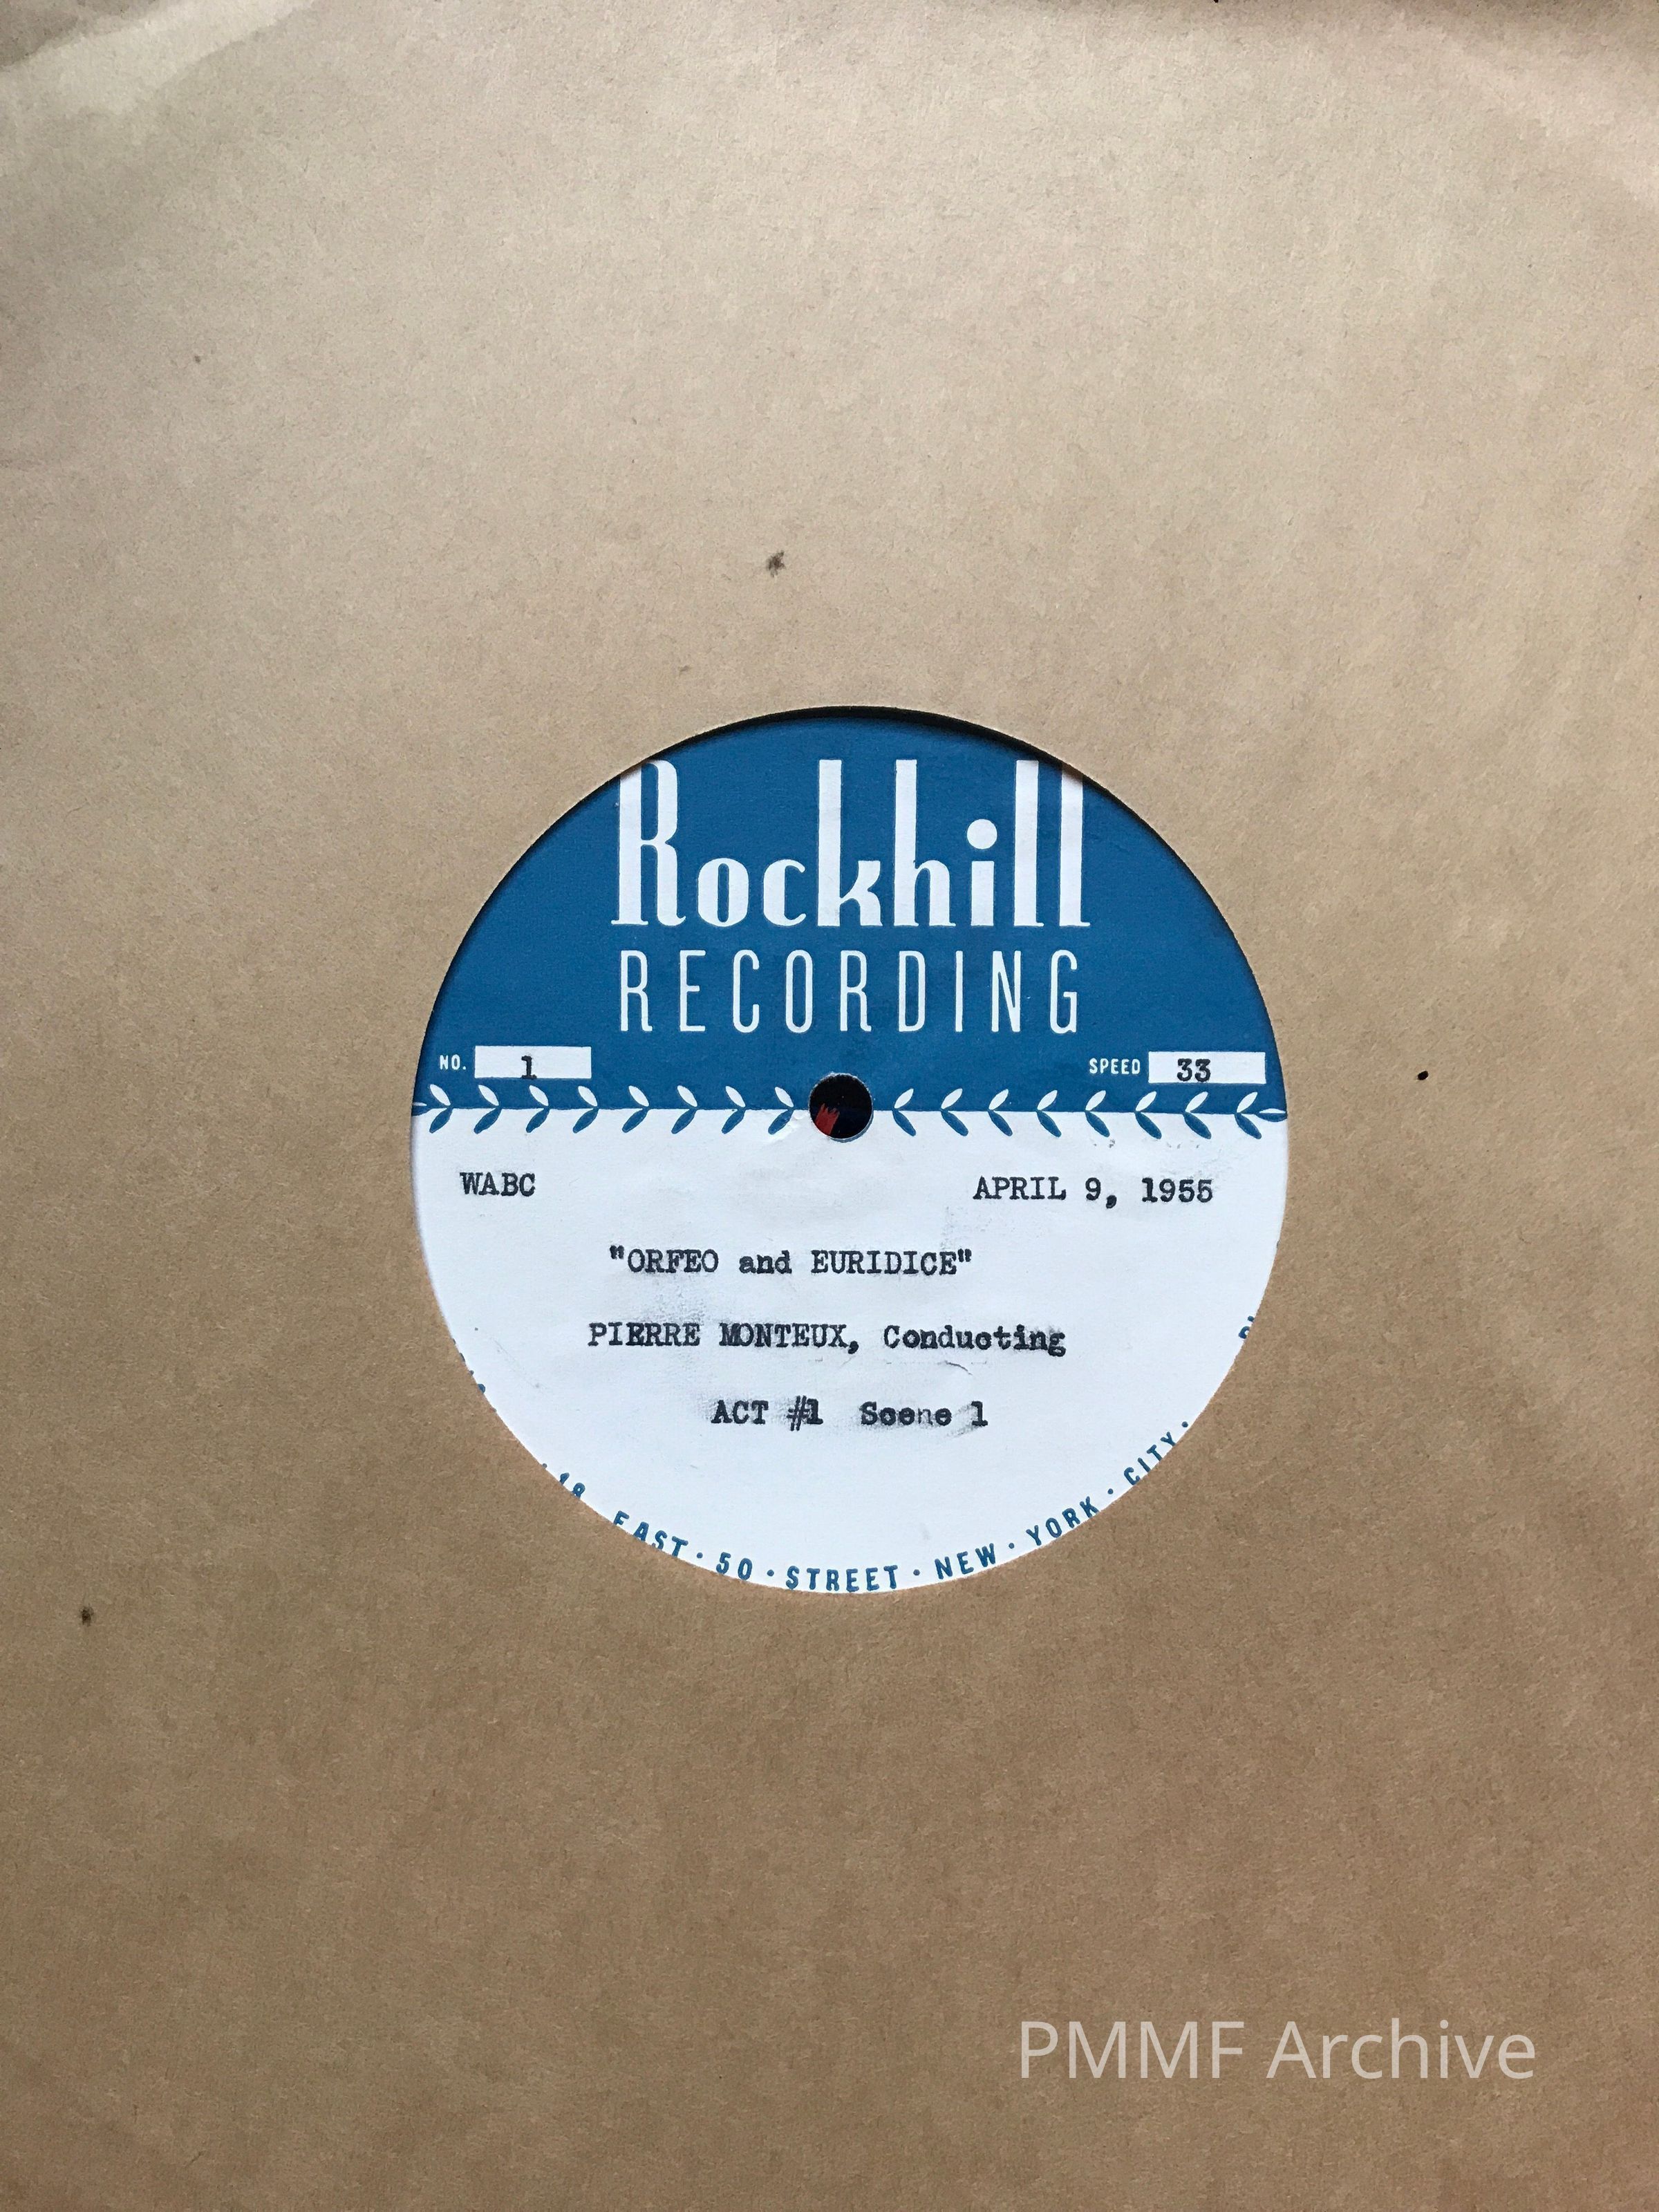 Rockhill
RECORDING
NO. 1
SPEED 33
WABC
APRIL 9, 1955
"ORFEO and EURIDICE"
PIERRE MONTEUX, Conducting
ACT #1 Scene 1
18 EAST · 50 · STREET · NEW · YORK · CITY ·
PMMF Archive